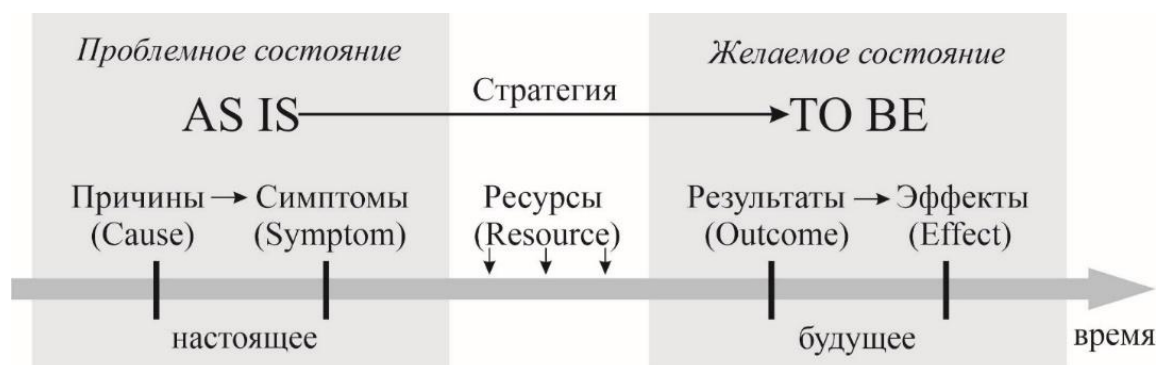 Проблемное состояние
Желаемое состояние
Стратегия
AS IS
TO BE
Причины
Симптомы
Ресурсы
Результаты
Эффекты
(Cause)
(Symptom)
(Resource)
(Outcome)
(Effect)
настоящее
будущее
время